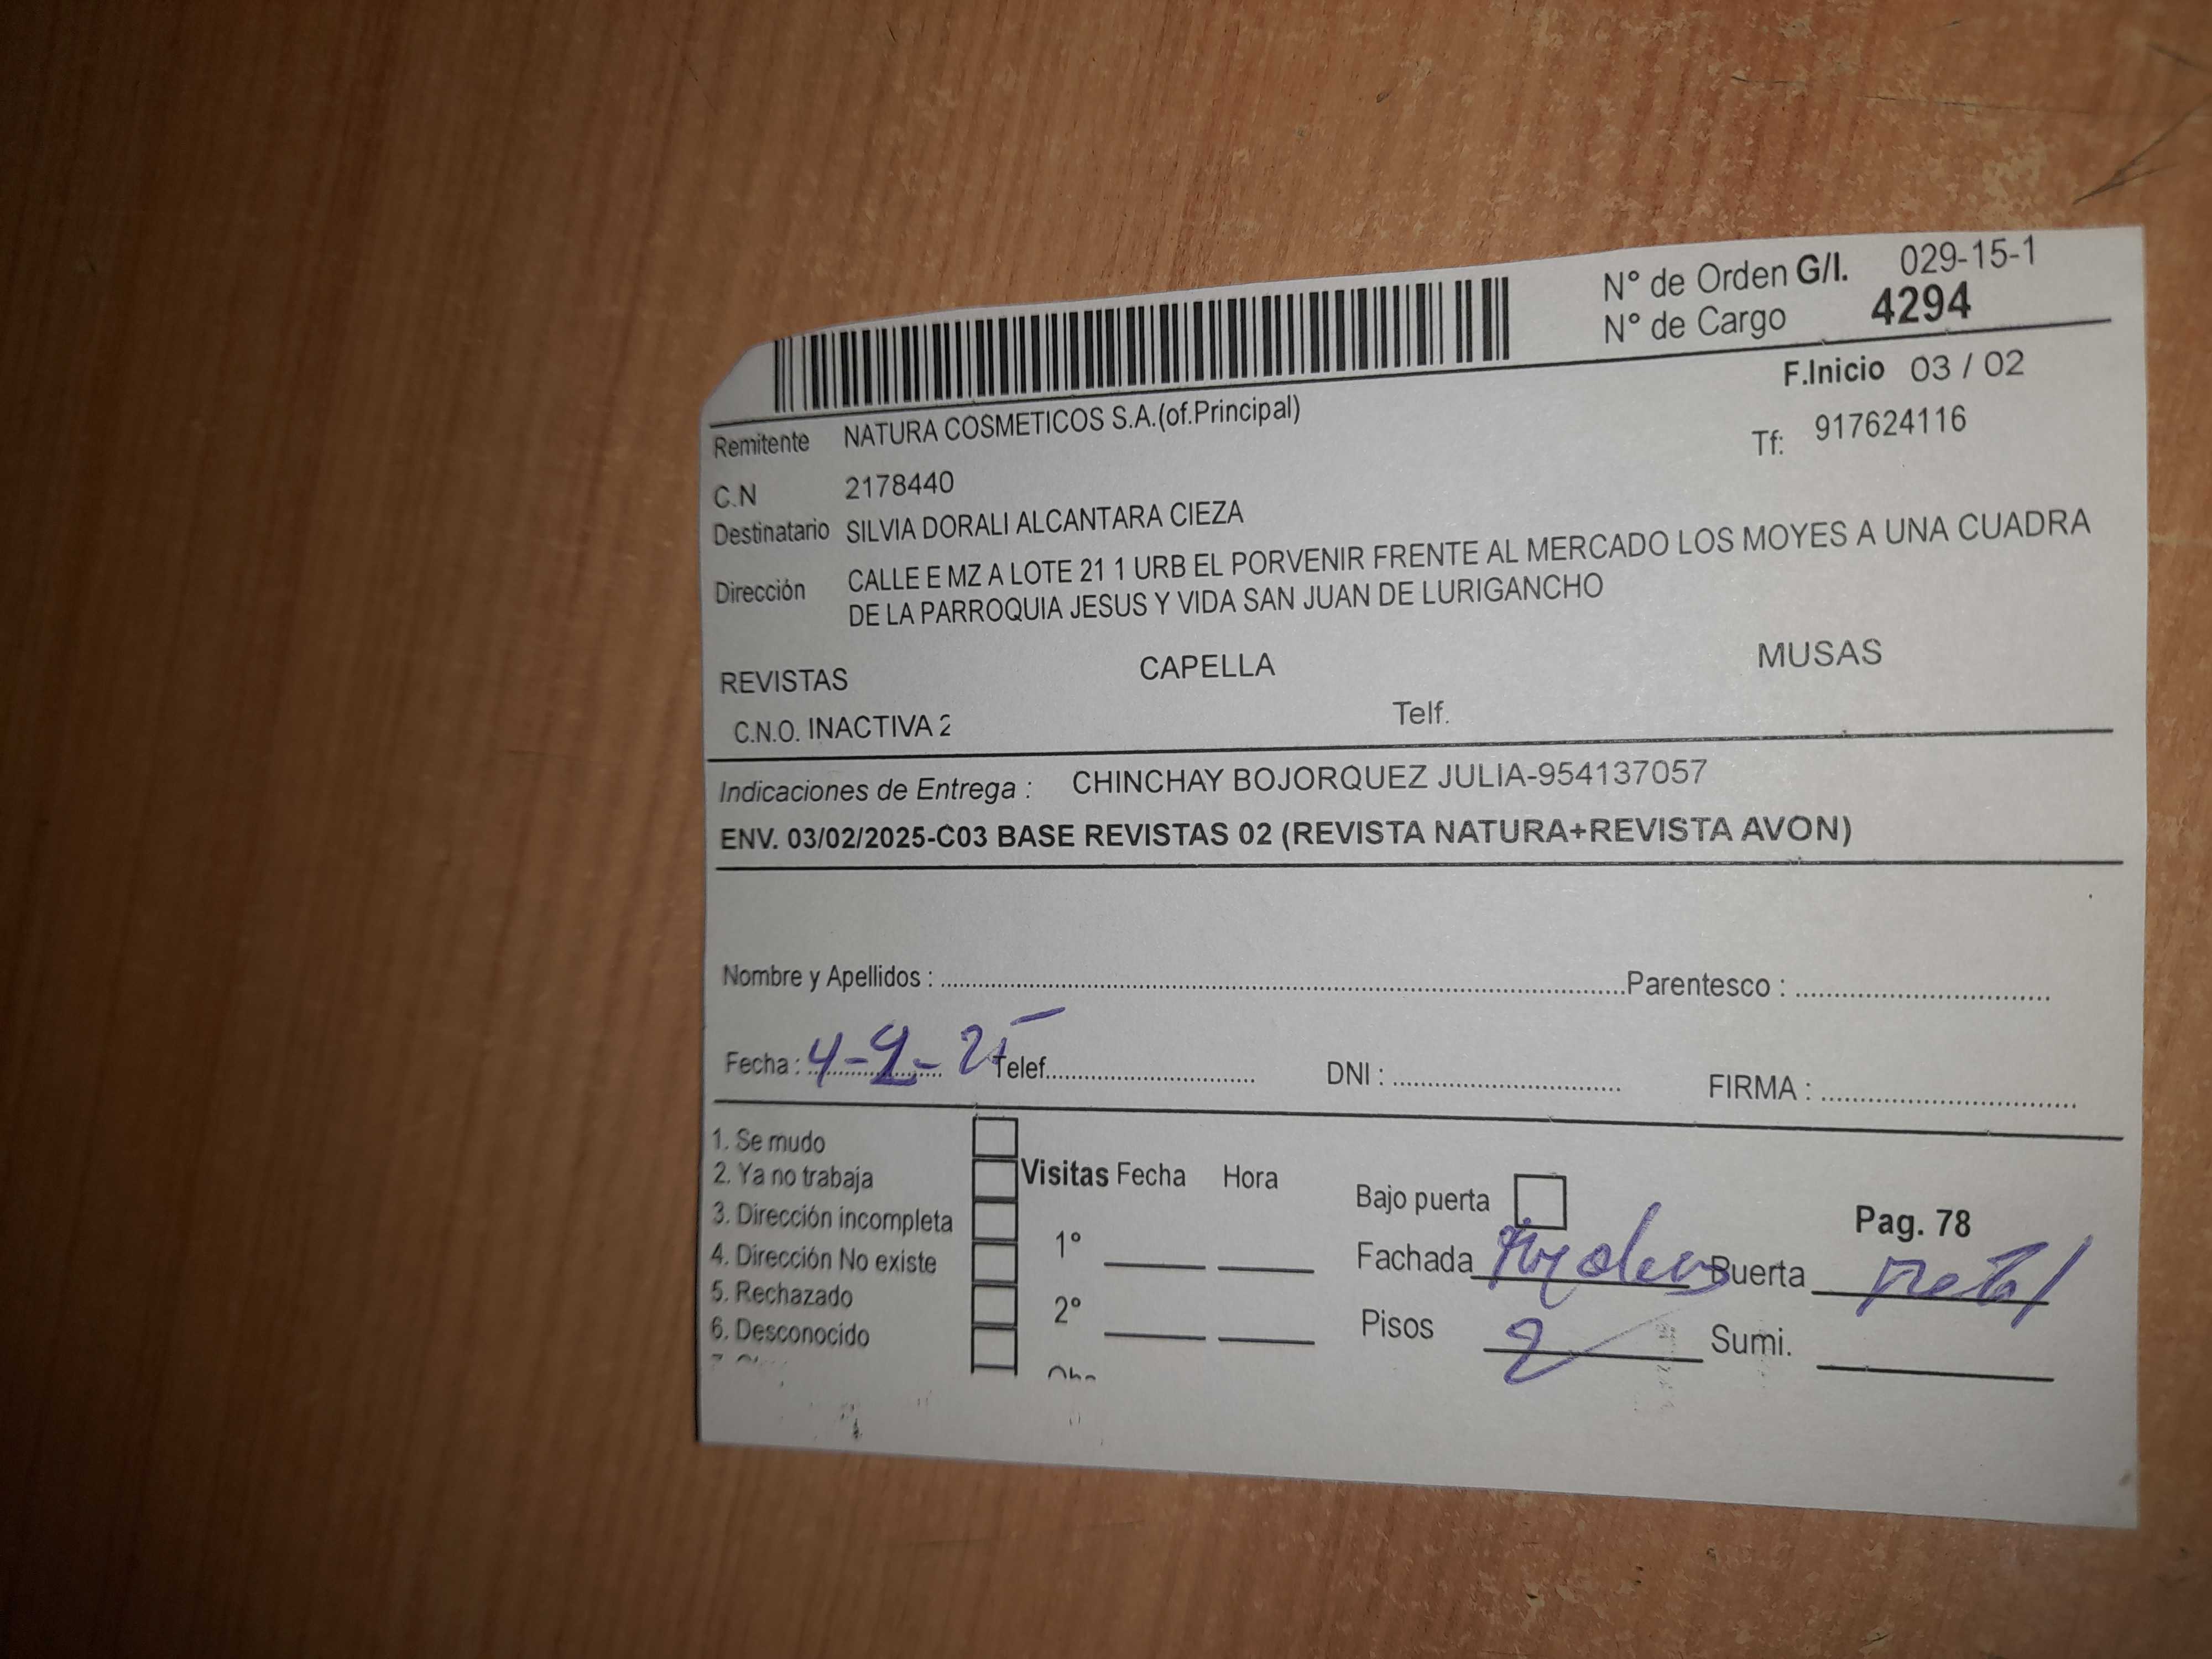 N° de Orden G/I. 029-15-1
N° de Cargo 4294
F.Inicio 03 / 02
Remitente NATURA COSMETICOS S.A.(of.Principal)
Tf: 917624116
C.N 2178440
Destinatario SILVIA DORALI ALCANTARA CIEZA
Dirección CALLE E MZ A LOTE 21 1 URB EL PORVENIR FRENTE AL MERCADO LOS MOYES A UNA CUADRA
DE LA PARROQUIA JESUS Y VIDA SAN JUAN DE LURIGANCHO
REVISTAS CAPELLA MUSAS
C.N.O. INACTIVA 2 Telf.
Indicaciones de Entrega : CHINCHAY BOJORQUEZ JULIA-954137057
ENV. 03/02/2025-C03 BASE REVISTAS 02 (REVISTA NATURA+REVISTA AVON)
Nombre y Apellidos : Parentesco :
Fecha : 4-2-25 Telef. DNI : FIRMA :
1. Se mudo
2. Ya no trabaja
3. Dirección incompleta
4. Dirección No existe
5. Rechazado
6. Desconocido
Visitas Fecha Hora
1°
2°
Bajo puerta Pag. 78
Fachada Puerta metal
Pisos 2 Sumi.